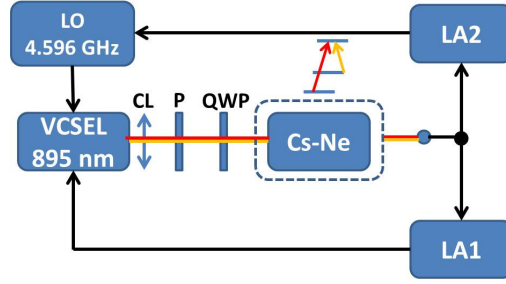 LO
4.596 GHz
LA2
CL P QWP
VCSEL
895 nm
Cs-Ne
LA1